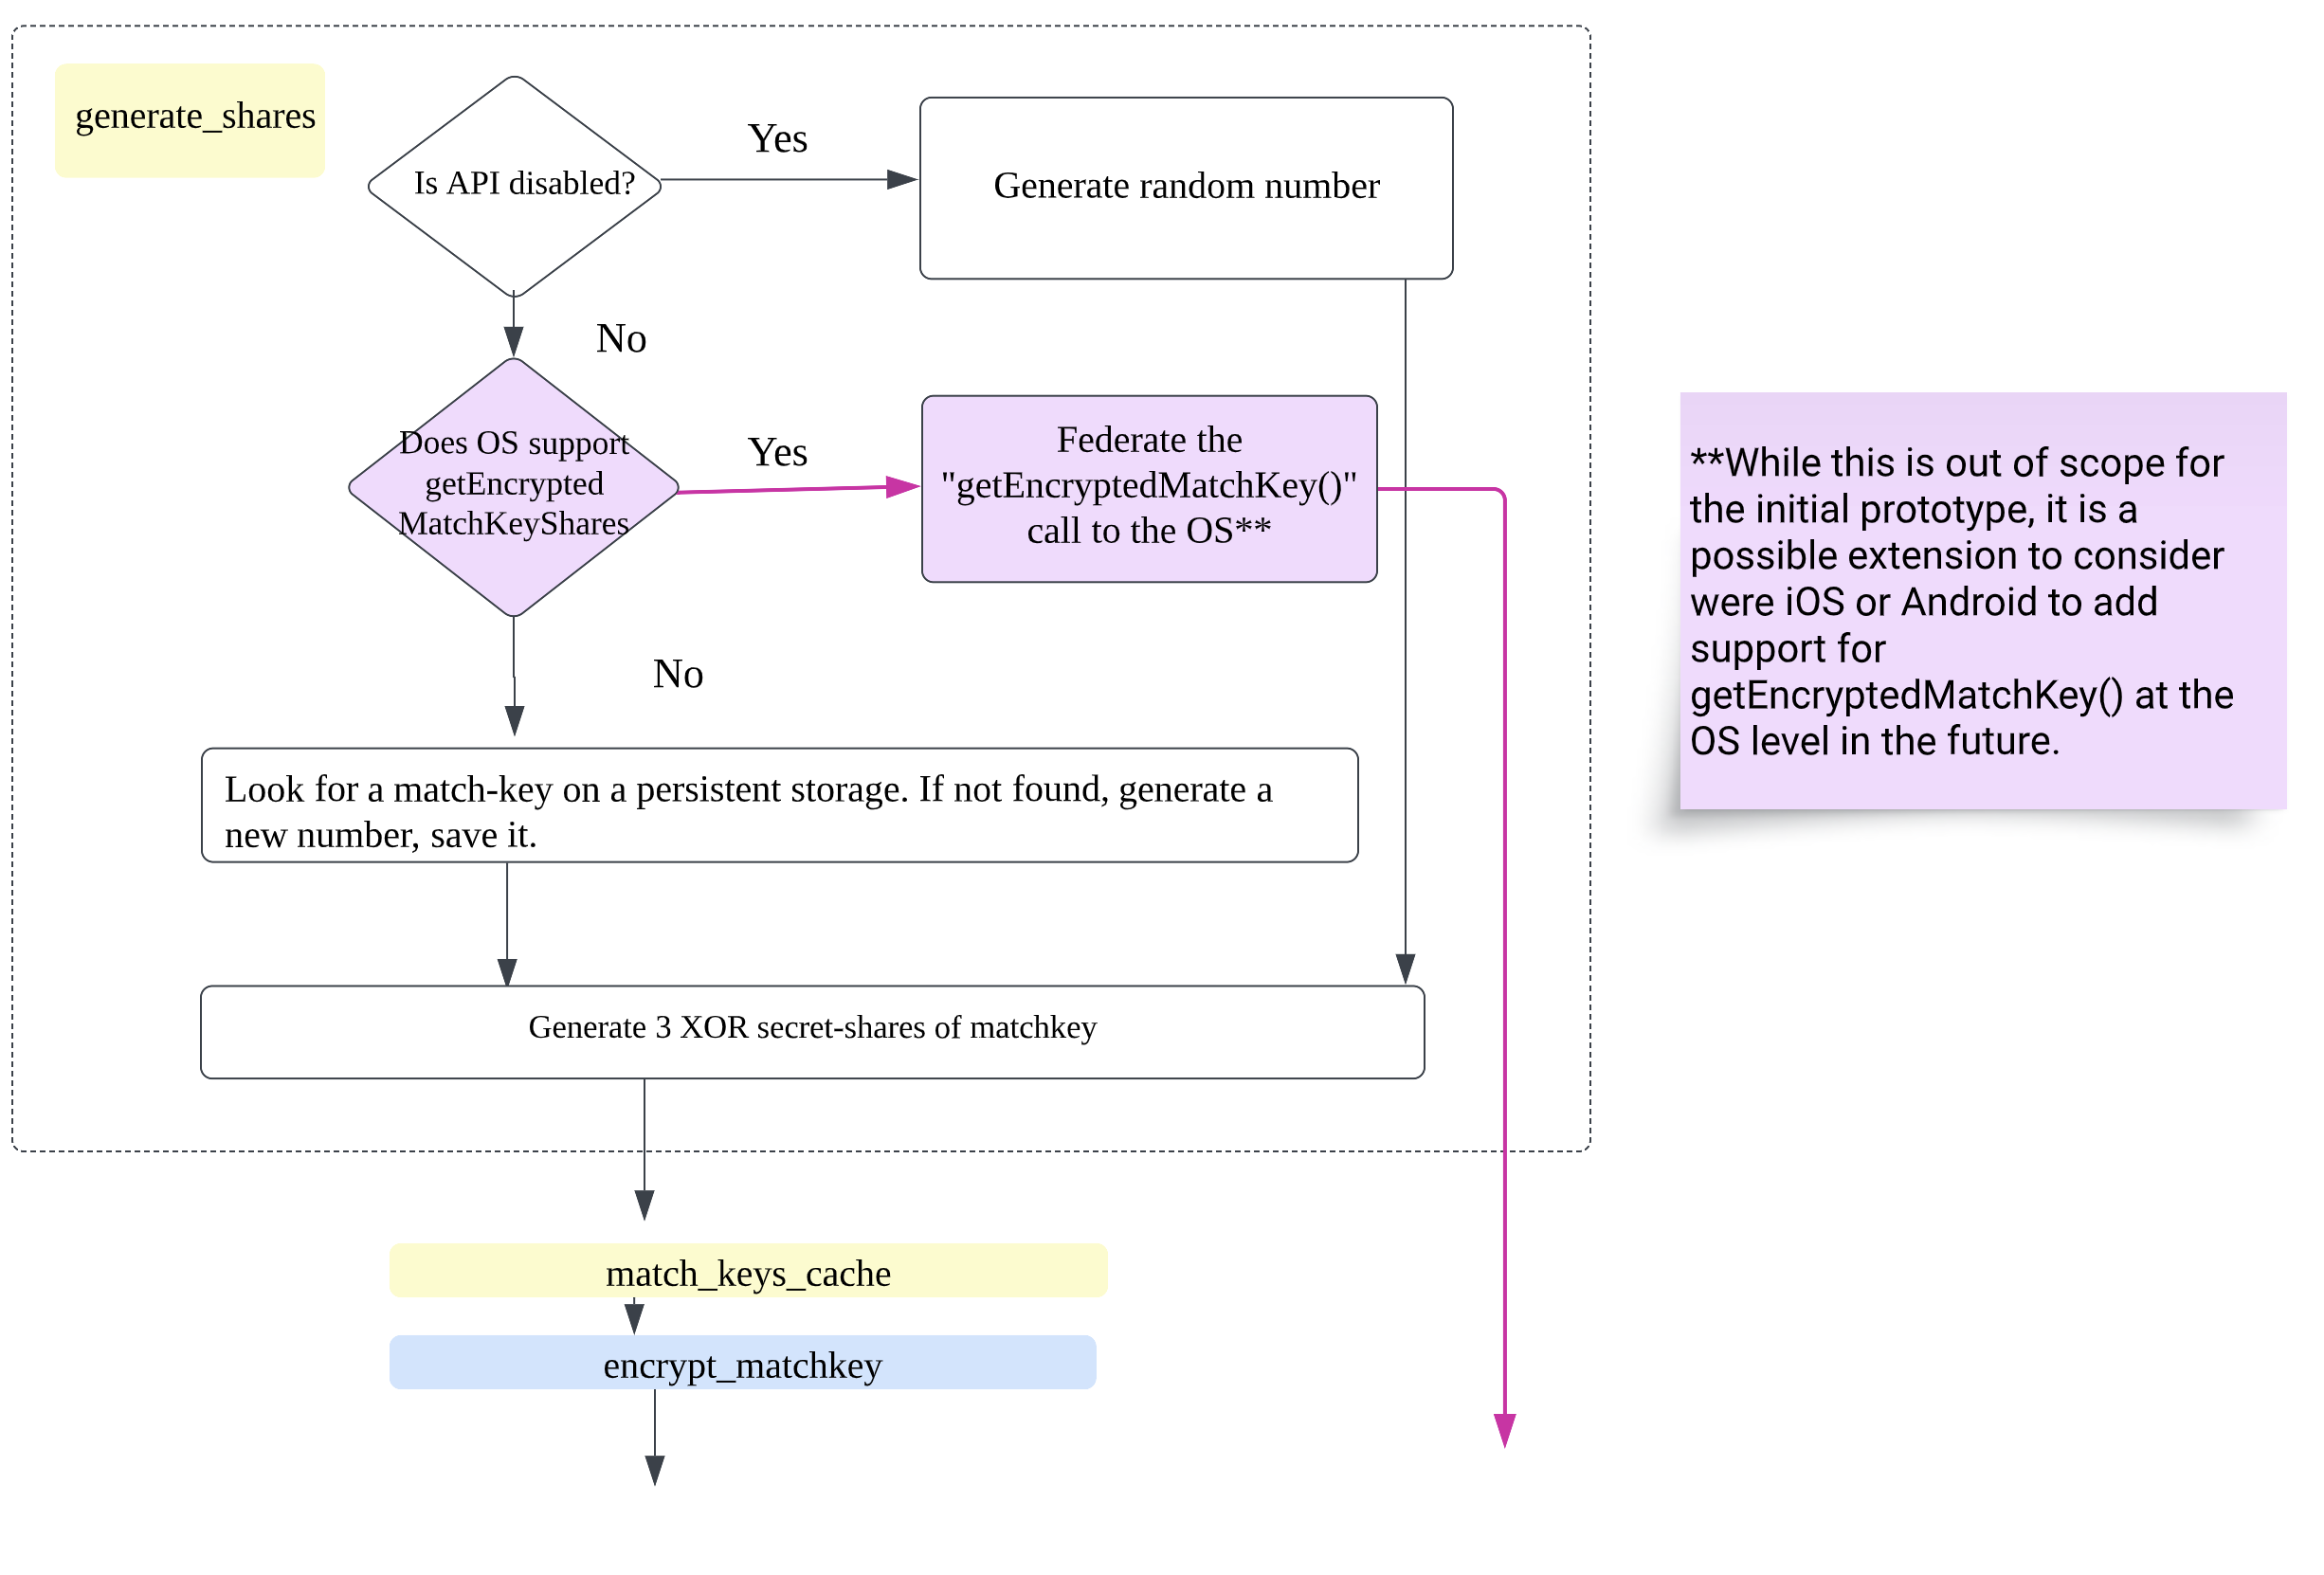 generate_shares
Is API disabled?
Yes
Generate random number
No
Does OS support
getEncrypted
MatchKeyShares
Yes
Federate the
"getEncryptedMatchKey()"
call to the OS**
**While this is out of scope for
the initial prototype, it is a
possible extension to consider
were iOS or Android to add
support for
getEncryptedMatchKey() at the
OS level in the future.
No
Look for a match-key on a persistent storage. If not found, generate a
new number, save it.
Generate 3 XOR secret-shares of matchkey
match_keys_cache
encrypt_matchkey